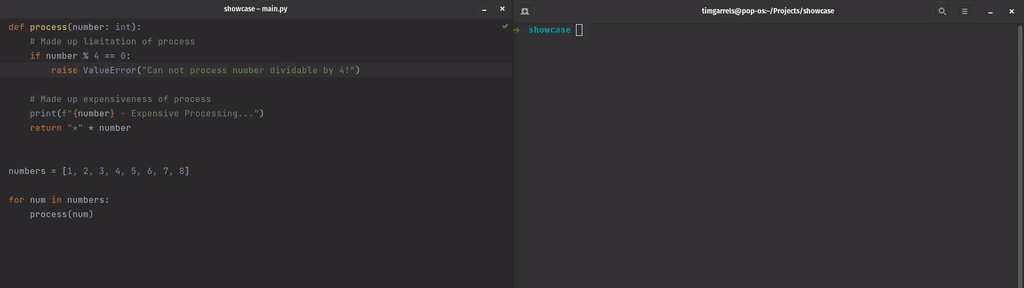 showcase – main.py
def process(number: int):
    # Made up limitation of process
    if number % 4 == 0:
        raise ValueError("Can not process number dividable by 4!")
    # Made up expensiveness of process
    print(f"{number} - Expensive Processing...")
    return "*" * number
numbers = [1, 2, 3, 4, 5, 6, 7, 8]
for num in numbers:
    process(num)
timgarrels@pop-os:~/Projects/showcase
→ showcase